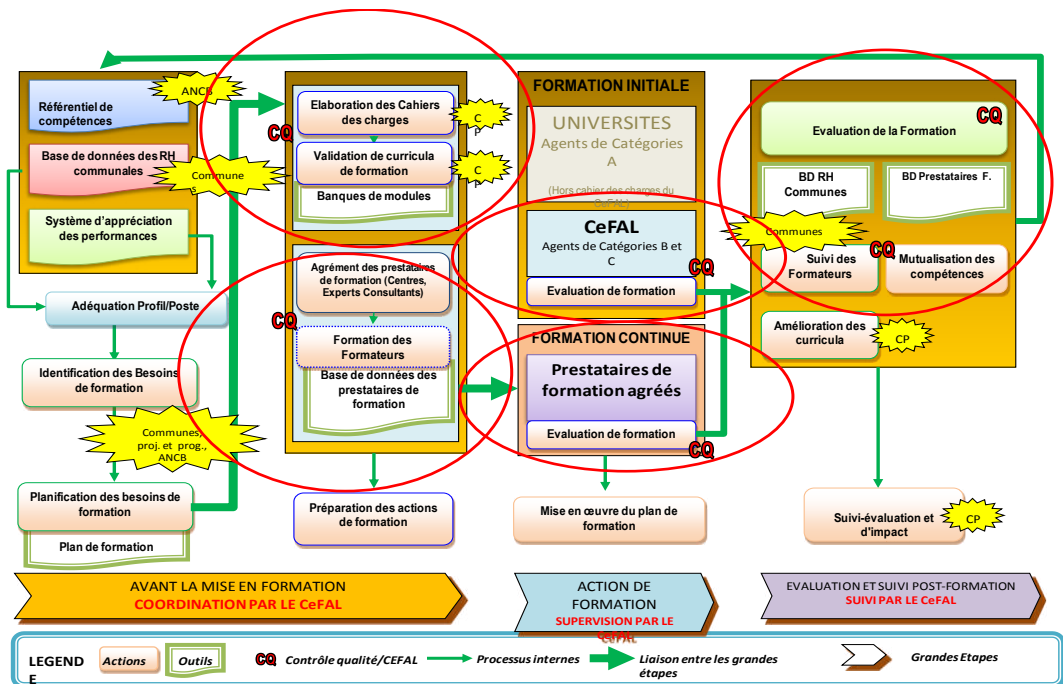 Référentiel de
compétences
ANCB
Base de données des RH
communales
Commune
s
Système d'appréciation
des performances
Adéquation Profil/Poste
Identification des Besoins
de formation
Communes,
proj. et prog.,
ANCB
Planification des besoins de
formation
Plan de formation
Elaboration des Cahiers
des charges
CQ
C
P
Validation de curricula
de formation
C
P
Banques de modules
Agrément des prestataires
de formation (Centres,
Experts Consultants)
CQ
Formation des
Formateurs
Base de données des
prestataires de
formation
Préparation des actions
de formation
FORMATION INITIALE
UNIVERSITES
Agents de Catégories
A
(Hors cahier des charges du
CeFAL)
CeFAL
Agents de Catégories B et
C
CQ
Evaluation de formation
FORMATION CONTINUE
Prestataires de
formation agréés
Evaluation de formation
CQ
Mise en œuvre du plan de
formation
CQ
Evaluation de la Formation
BD RH
Communes
BD Prestataires F.
Communes
Suivi des
Formateurs
CQ
Mutualisation des
compétences
Amélioration des
curricula
CP
Suivi-évaluation et
d'impact
CP
AVANT LA MISE EN FORMATION
COORDINATION PAR LE CeFAL
ACTION DE
FORMATION
SUPERVISION PAR LE
CeFAL
EVALUATION ET SUIVI POST-FORMATION
SUIVI PAR LE CeFAL
LEGEND
E
Actions
Outils
CQ
Contrôle qualité/CEFAL
Processus internes
Liaison entre les grandes
étapes
Grandes Etapes